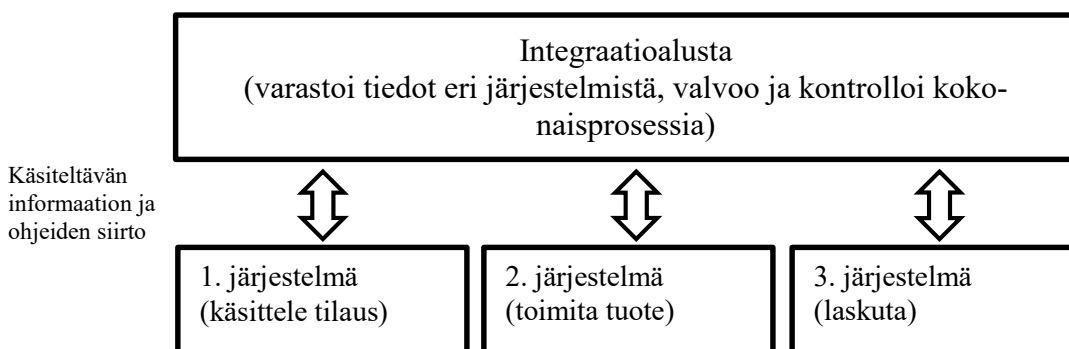 Integraatioalusta
(varastoi tiedot eri järjestelmistä, valvoo ja kontrolloi koko-
naisprosessia)
Käsiteltävän
informaation ja
ohjeiden siirto
1. järjestelmä
(käsittele tilaus)
2. järjestelmä
(toimita tuote)
3. järjestelmä
(laskuta)